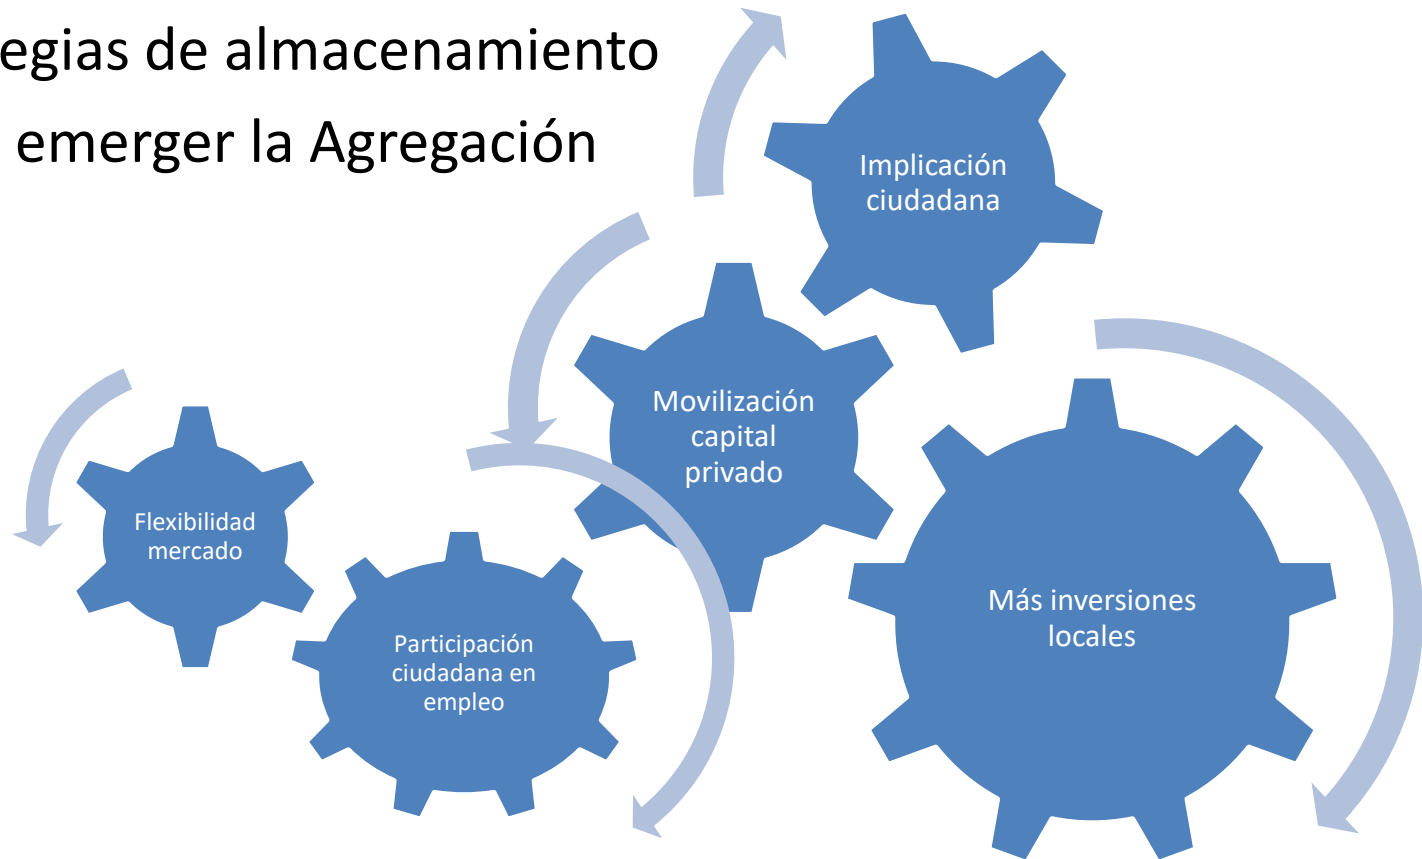 egias de almacenamiento
emerger la Agregación
Implicación
ciudadana
Movilización
capital
privado
Flexibilidad
mercado
Participación
ciudadana en
empleo
Más inversiones
locales